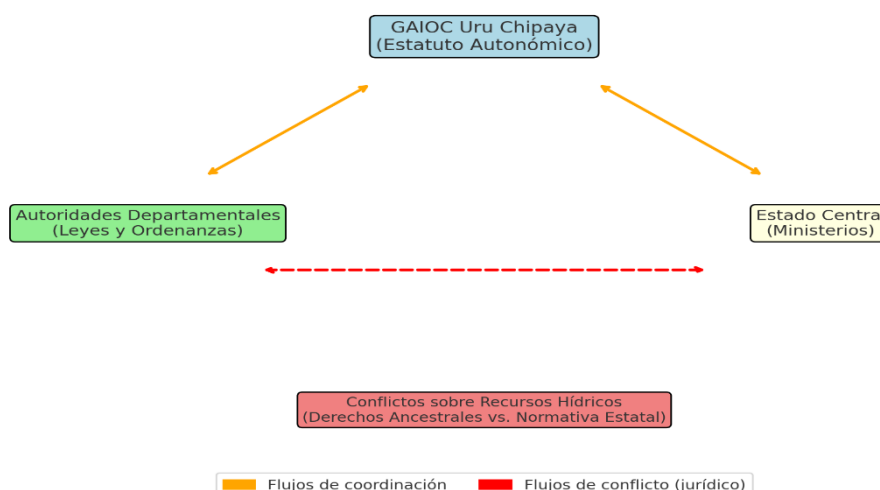 GAIOC Uru Chipaya
(Estatuto Autonómico)
Autoridades Departamentales
(Leyes y Ordenanzas)
Estado Centra
(Ministerios)
Conflictos sobre Recursos Hídricos
(Derechos Ancestrales vs. Normativa Estatal)
Flujos de coordinación
Flujos de conflicto (jurídico)